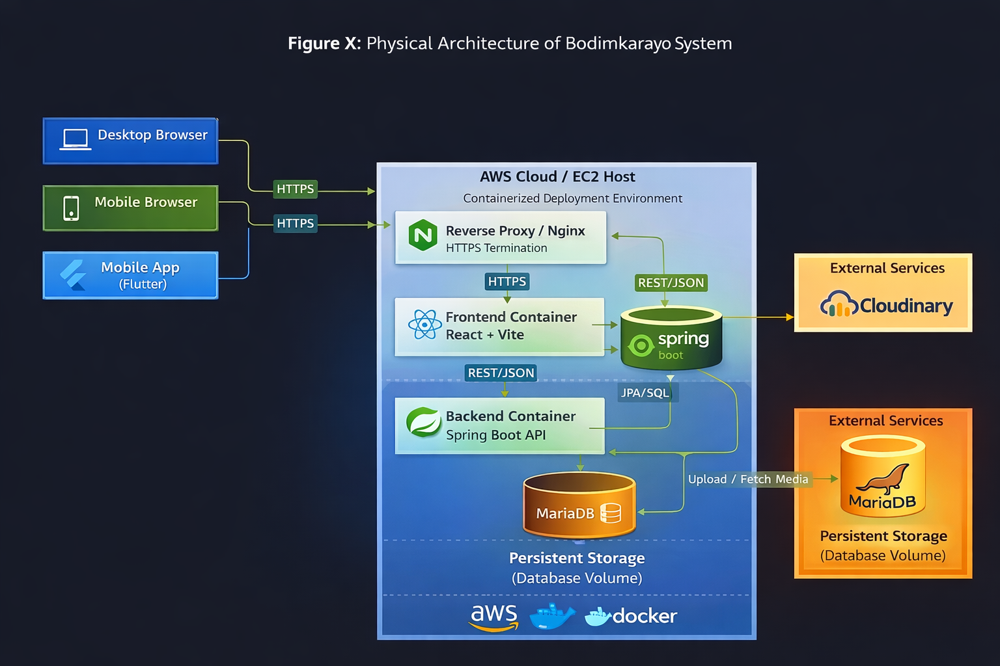 Figure X: Physical Architecture of Bodimkarayo System
Desktop Browser
Mobile Browser
Mobile App
(Flutter)
HTTPS
HTTPS
AWS Cloud / EC2 Host
Containerized Deployment Environment
N
Reverse Proxy / Nginx
HTTPS Termination
HTTPS
REST/JSON
Frontend Container
React + Vite
spring
boot
REST/JSON
JPA/SQL
Backend Container
Spring Boot API
MariaDB
Upload / Fetch Media
Persistent Storage
(Database Volume)
aws
docker
External Services
Cloudinary
External Services
MariaDB
Persistent Storage
(Database Volume)